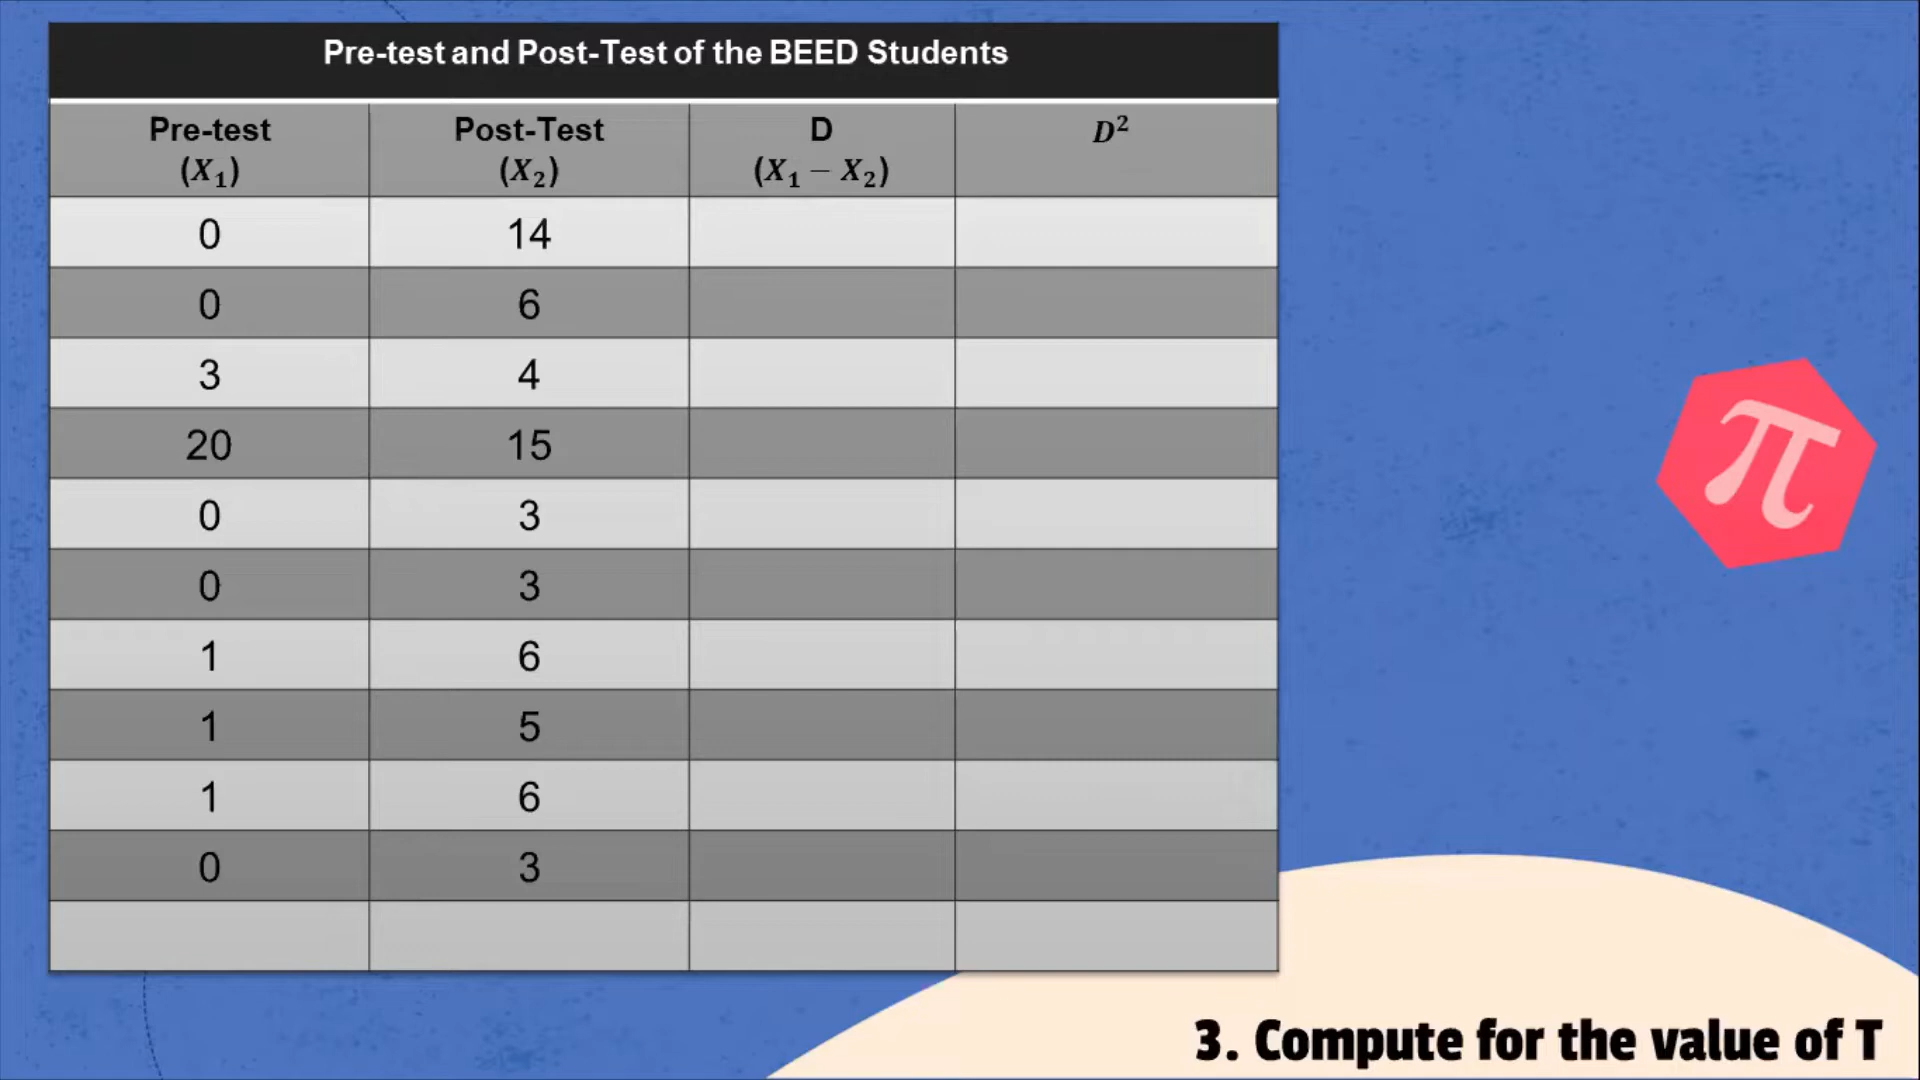 Pre-test and Post-Test of the BEED Students
Pre-test Post-Test D D²
(X₁) (X₂) (X₁ − X₂)
0 14
0 6
3 4
20 15
0 3
0 3
1 6
1 5
1 6
0 3
π
3. Compute for the value of T